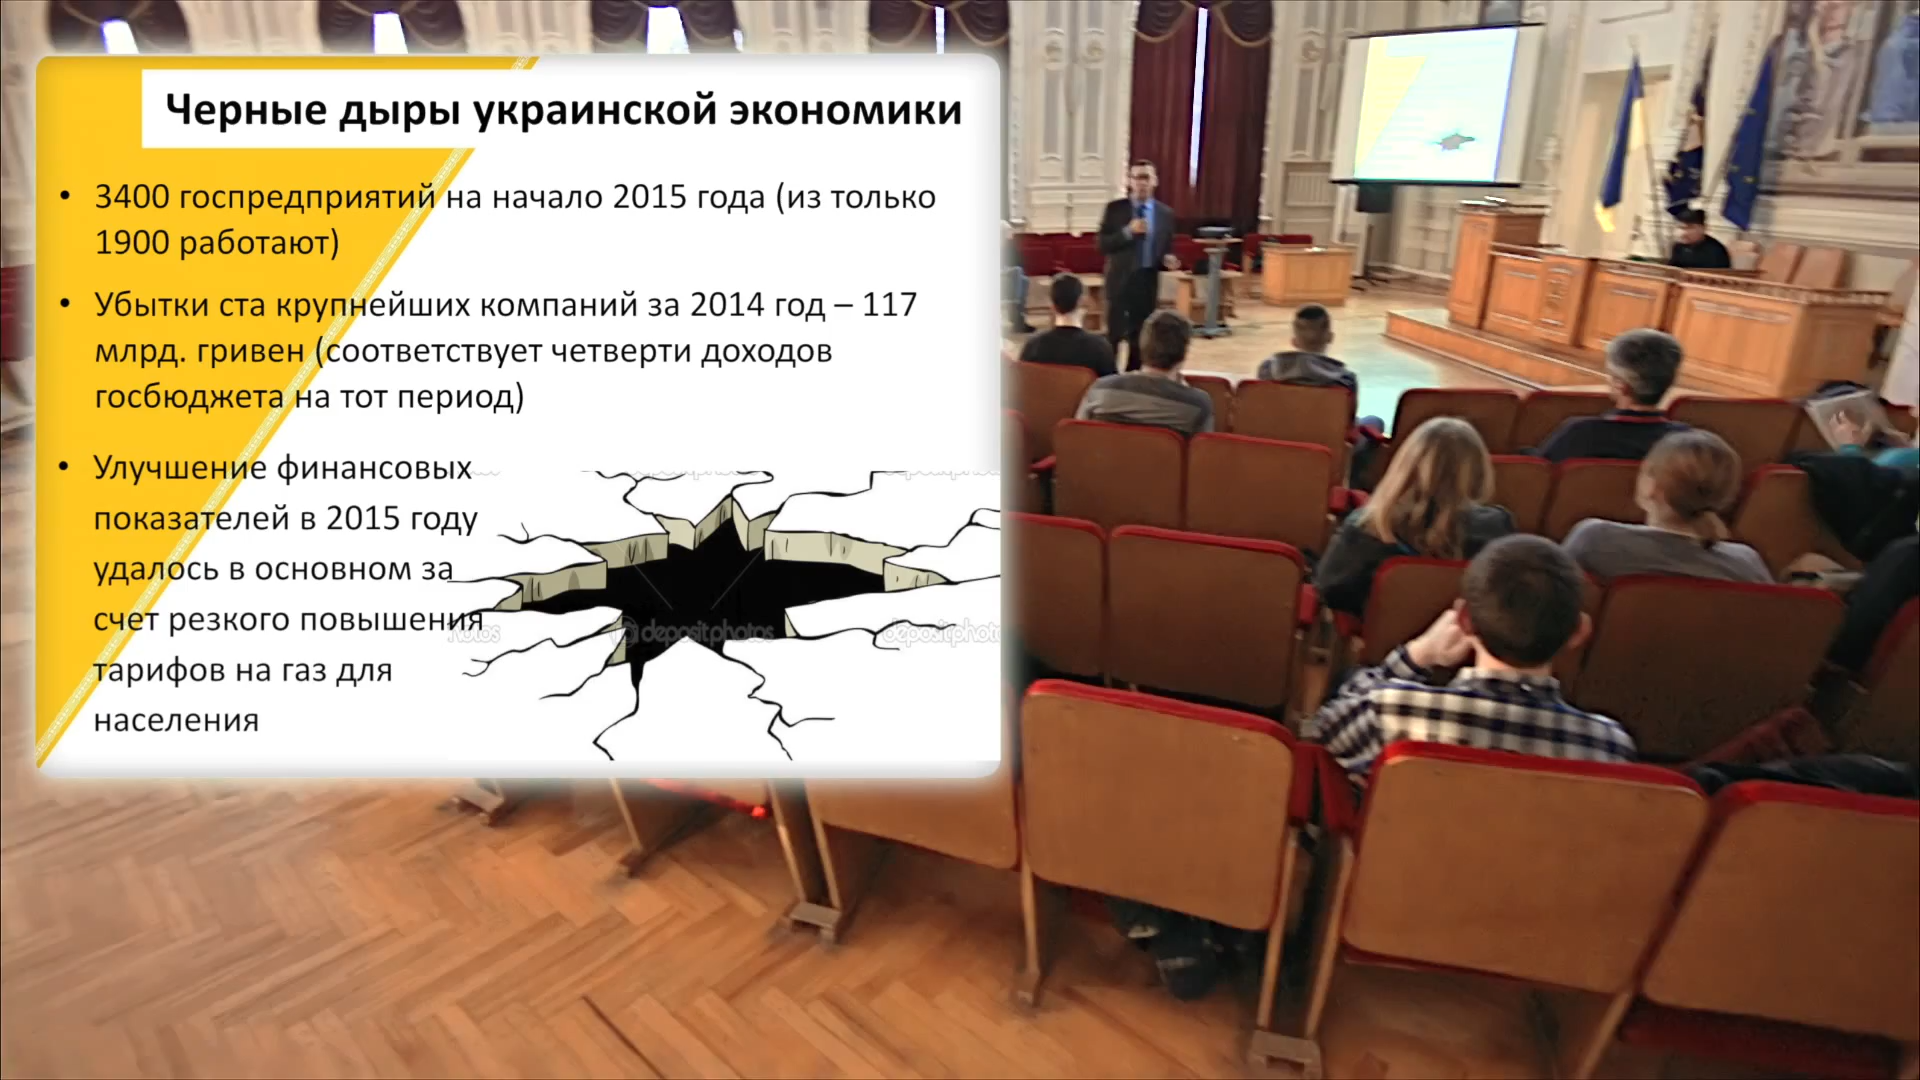 Черные дыры украинской экономики
• 3400 госпредприятий на начало 2015 года (из только
1900 работают)
• Убытки ста крупнейших компаний за 2014 год – 117
млрд. гривен (соответствует четверти доходов
госбюджета на тот период)
• Улучшение финансовых
показателей в 2015 году
удалось в основном за
счет резкого повышения
тарифов на газ для
населения
depositphotos